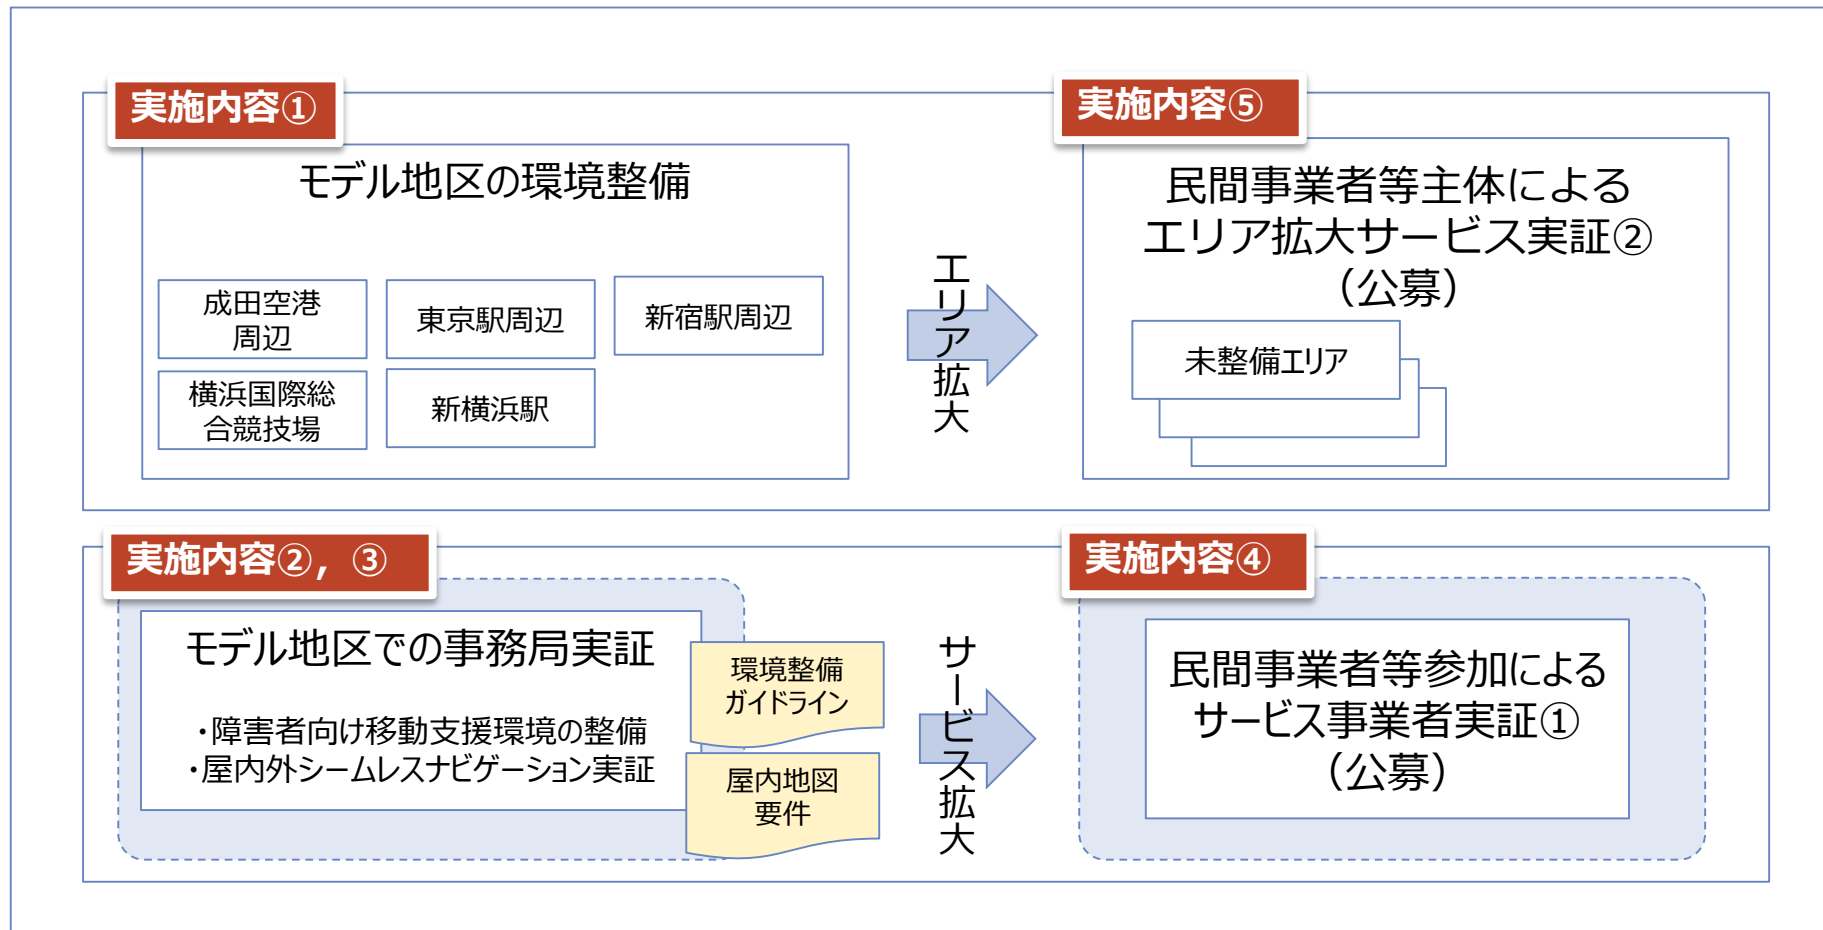 実施内容①
モデル地区の環境整備
成田空港
周辺
東京駅周辺
新宿駅周辺
横浜国際総
合競技場
新横浜駅
エリア拡大
実施内容⑤
民間事業者等主体による
エリア拡大サービス実証②
（公募）
未整備エリア
実施内容②，③
モデル地区での事務局実証
・障害者向け移動支援環境の整備
・屋内外シームレスナビゲーション実証
環境整備
ガイドライン
屋内地図
要件
サービス拡大
実施内容④
民間事業者等参加による
サービス事業者実証①
（公募）